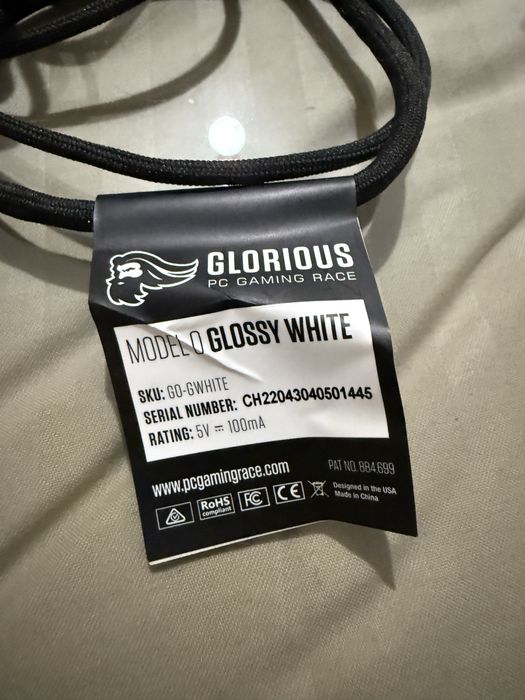 GLORIOUS
PC GAMING RACE
MODEL O GLOSSY WHITE
SKU: GO-GWHITE
SERIAL NUMBER: CH22043040501445
RATING: 5V ⎓ 100mA
www.pcgamingrace.com
PAT NO. 884,699
RoHS
compliant
FC
CE
Designed in the USA
Made in China